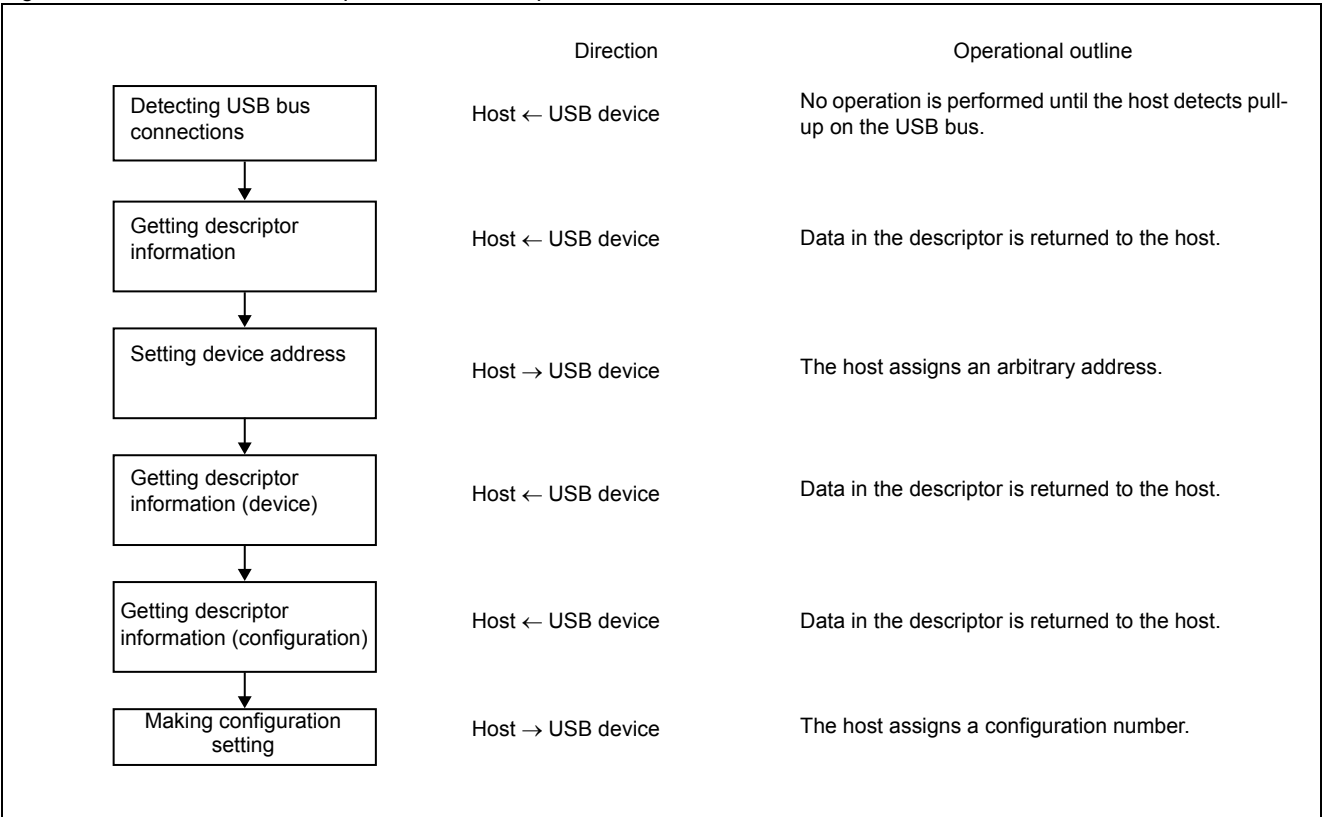 Direction Operational outline
Detecting USB bus
connections
Host ← USB device
No operation is performed until the host detects pull-
up on the USB bus.
Getting descriptor
information
Host ← USB device
Data in the descriptor is returned to the host.
Setting device address
Host → USB device
The host assigns an arbitrary address.
Getting descriptor
information (device)
Host ← USB device
Data in the descriptor is returned to the host.
Getting descriptor
information (configuration)
Host ← USB device
Data in the descriptor is returned to the host.
Making configuration
setting
Host → USB device
The host assigns a configuration number.